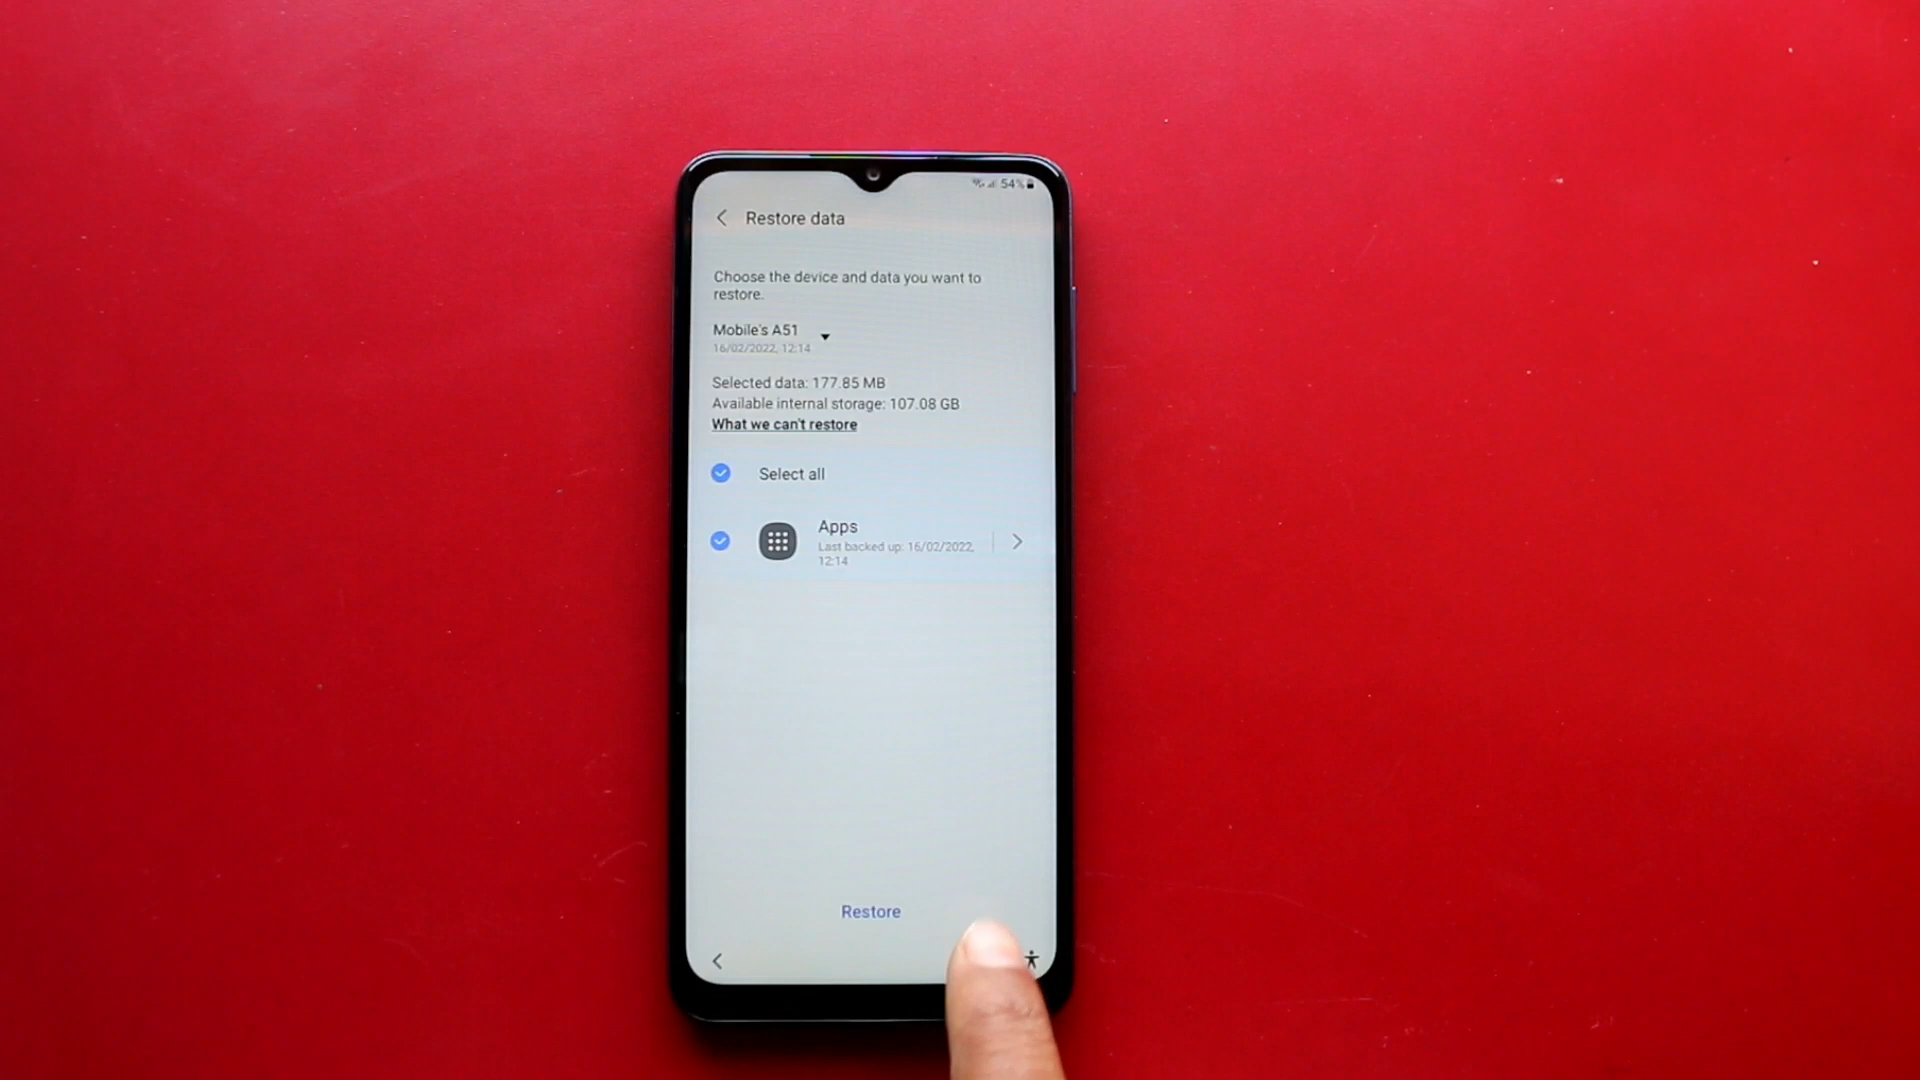 54%
Restore data
Choose the device and data you want to
restore.
Mobile's A51
16/02/2022, 12:14
Selected data: 177.85 MB
Available internal storage: 107.08 GB
What we can't restore
Select all
Apps
Last backed up: 16/02/2022,
12:14
Restore